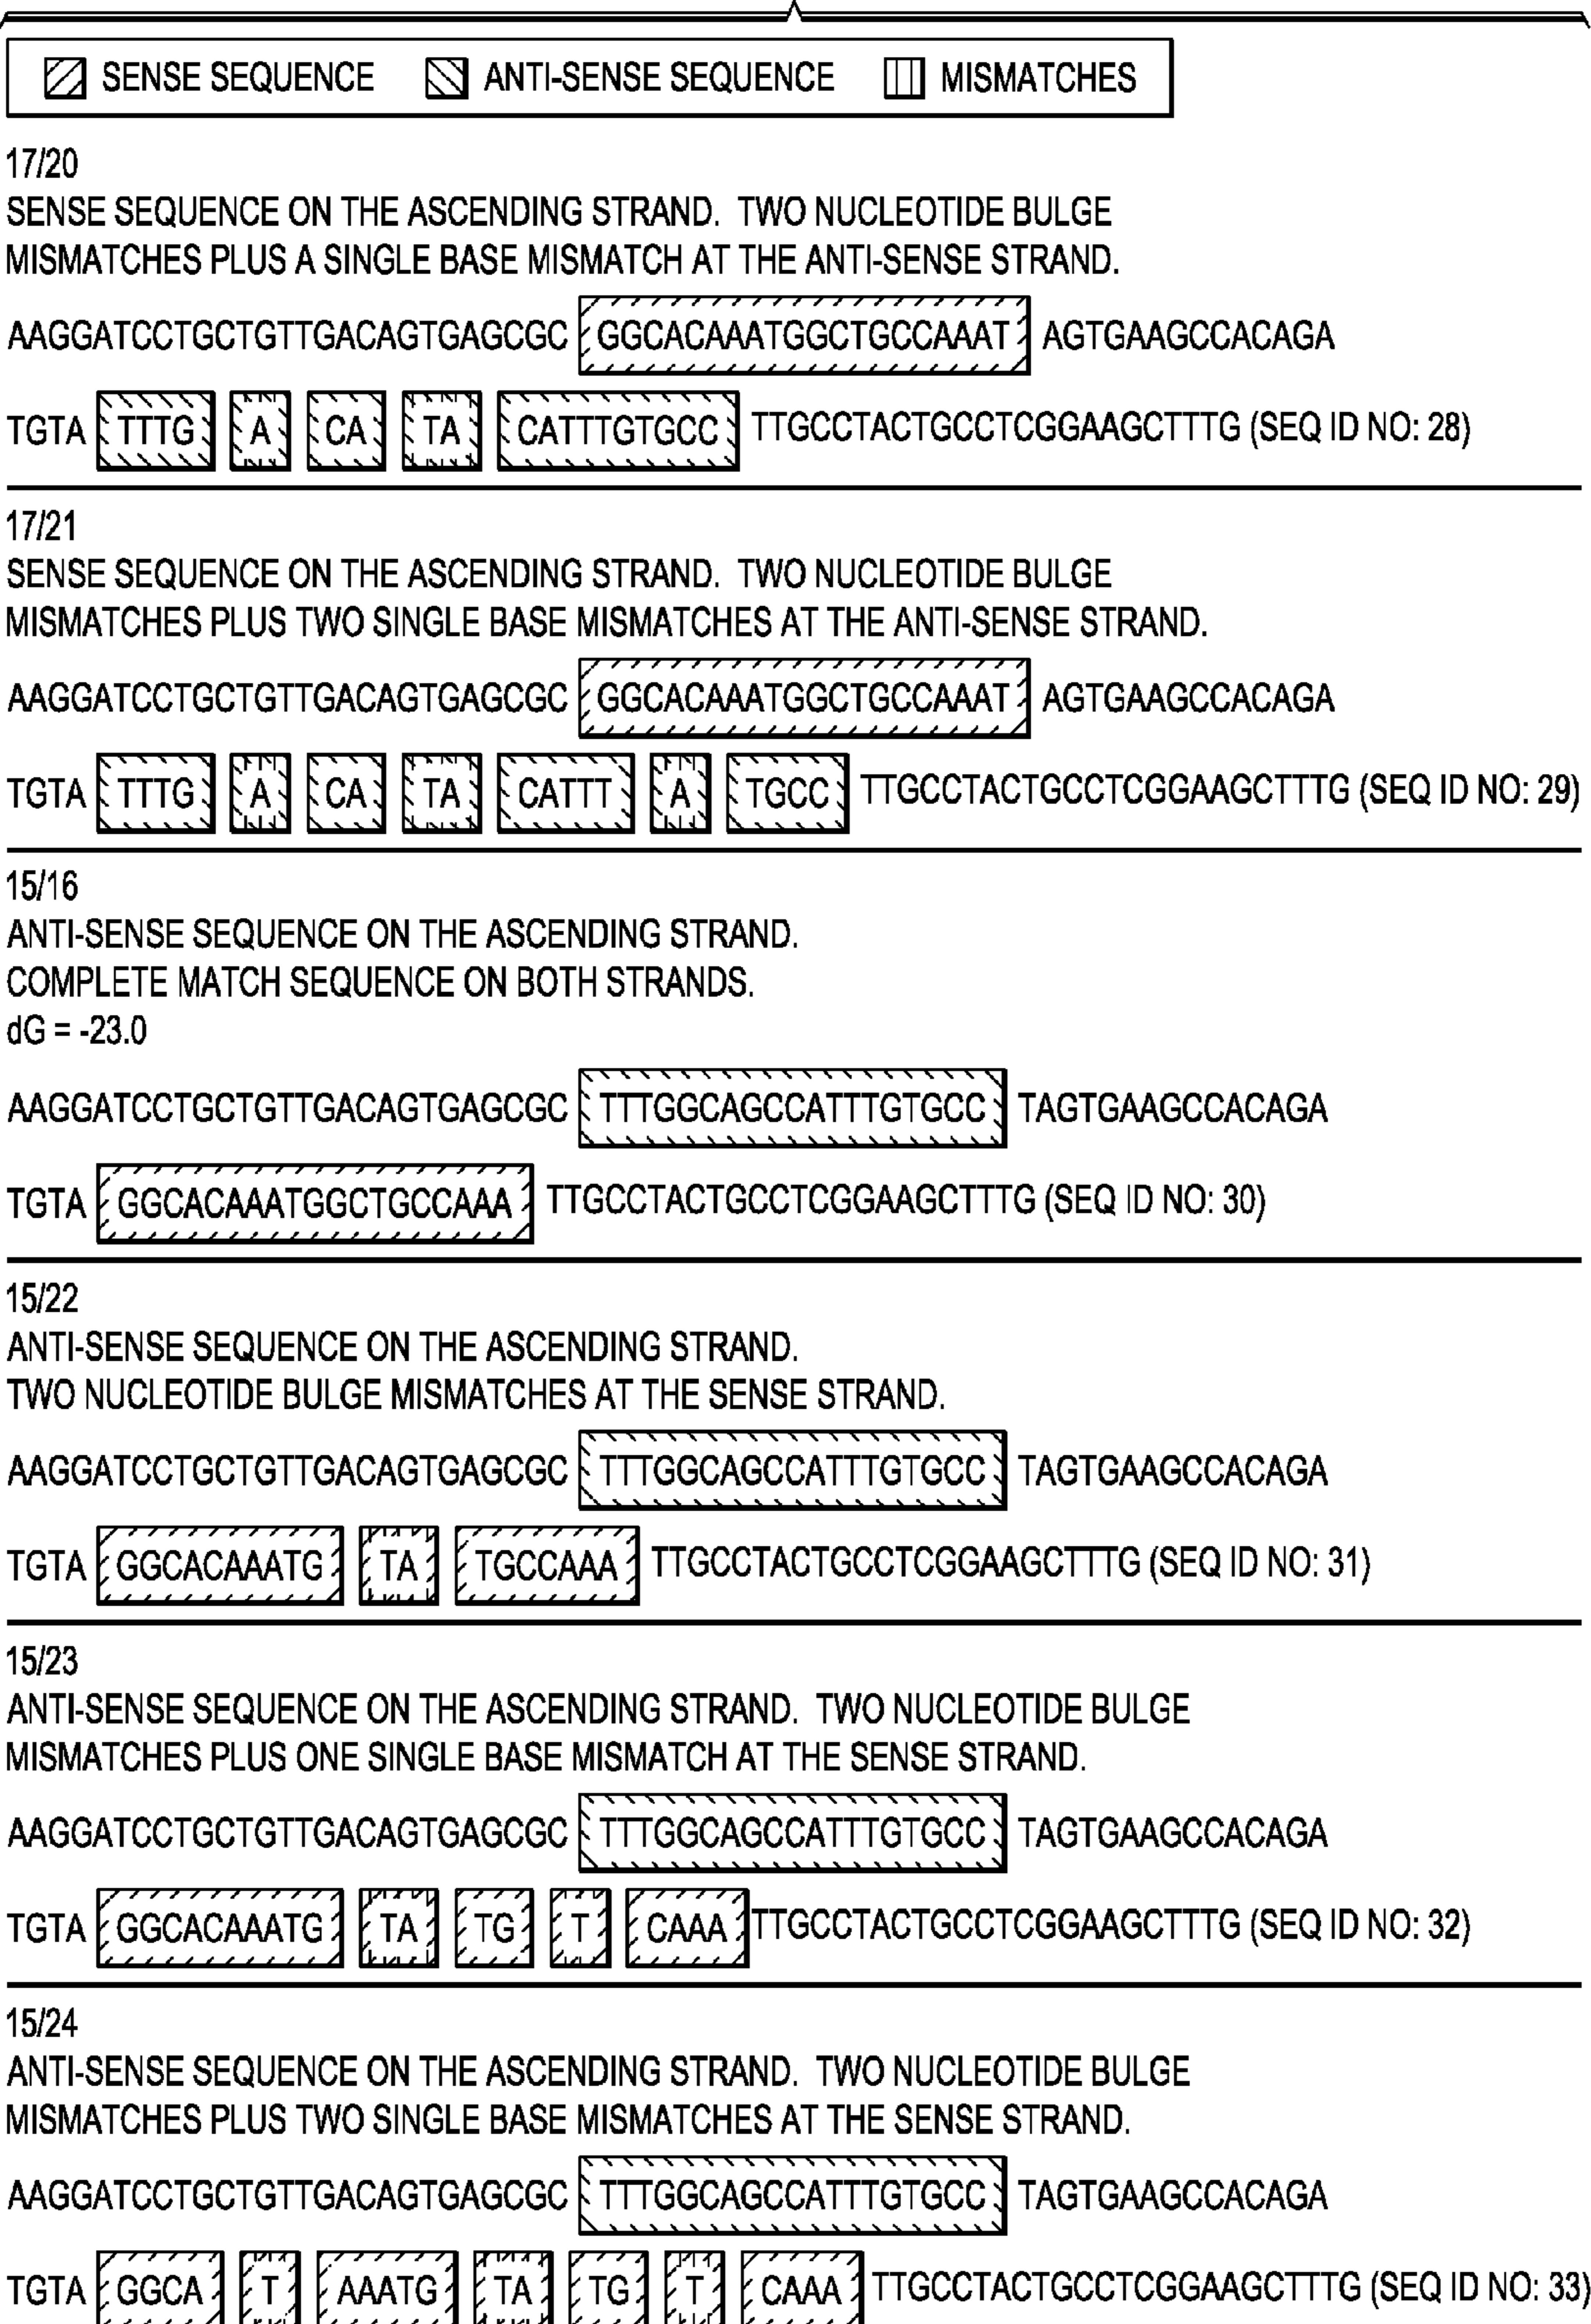 SENSE SEQUENCE ANTI-SENSE SEQUENCE MISMATCHES
17/20
SENSE SEQUENCE ON THE ASCENDING STRAND. TWO NUCLEOTIDE BULGE
MISMATCHES PLUS A SINGLE BASE MISMATCH AT THE ANTI-SENSE STRAND.
AAGGATCCTGCTGTTGACAGTGAGCGC GGCACAAATGGCTGCCAAAT AGTGAAGCCACAGA
TGTA TTTG A CA TA CATTTGTGCC TTGCCTACTGCCTCGGAAGCTTTG (SEQ ID NO: 28)
17/21
SENSE SEQUENCE ON THE ASCENDING STRAND. TWO NUCLEOTIDE BULGE
MISMATCHES PLUS TWO SINGLE BASE MISMATCHES AT THE ANTI-SENSE STRAND.
AAGGATCCTGCTGTTGACAGTGAGCGC GGCACAAATGGCTGCCAAAT AGTGAAGCCACAGA
TGTA TTTG A CA TA CATTT A TGCC TTGCCTACTGCCTCGGAAGCTTTG (SEQ ID NO: 29)
15/16
ANTI-SENSE SEQUENCE ON THE ASCENDING STRAND.
COMPLETE MATCH SEQUENCE ON BOTH STRANDS.
dG = -23.0
AAGGATCCTGCTGTTGACAGTGAGCGC TTTGGCAGCCATTTGTGCC TAGTGAAGCCACAGA
TGTA GGCACAAATGGCTGCCAAA TTGCCTACTGCCTCGGAAGCTTTG (SEQ ID NO: 30)
15/22
ANTI-SENSE SEQUENCE ON THE ASCENDING STRAND.
TWO NUCLEOTIDE BULGE MISMATCHES AT THE SENSE STRAND.
AAGGATCCTGCTGTTGACAGTGAGCGC TTTGGCAGCCATTTGTGCC TAGTGAAGCCACAGA
TGTA GGCACAAATG TA TGCCAAA TTGCCTACTGCCTCGGAAGCTTTG (SEQ ID NO: 31)
15/23
ANTI-SENSE SEQUENCE ON THE ASCENDING STRAND. TWO NUCLEOTIDE BULGE
MISMATCHES PLUS ONE SINGLE BASE MISMATCH AT THE SENSE STRAND.
AAGGATCCTGCTGTTGACAGTGAGCGC TTTGGCAGCCATTTGTGCC TAGTGAAGCCACAGA
TGTA GGCACAAATG TA TG T CAAA TTGCCTACTGCCTCGGAAGCTTTG (SEQ ID NO: 32)
15/24
ANTI-SENSE SEQUENCE ON THE ASCENDING STRAND. TWO NUCLEOTIDE BULGE
MISMATCHES PLUS TWO SINGLE BASE MISMATCHES AT THE SENSE STRAND.
AAGGATCCTGCTGTTGACAGTGAGCGC TTTGGCAGCCATTTGTGCC TAGTGAAGCCACAGA
TGTA GGCA T AAATG TA TG T CAAA TTGCCTACTGCCTCGGAAGCTTTG (SEQ ID NO: 33)